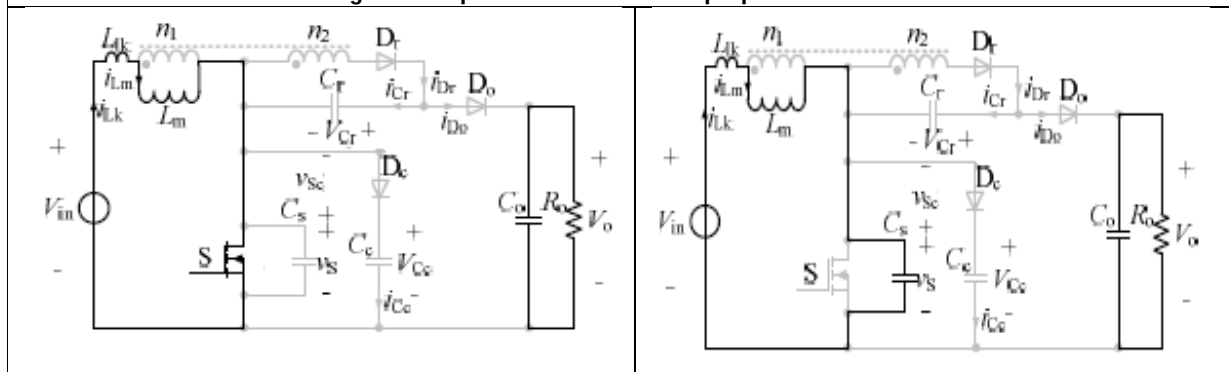 Llk n1 n2 Dr
iLm Cr iCr iDr Do
iLk Lm iDo
- VCr +
+ - +
vSc Dc
Vin Cs + Co Ro Vo
+ +
S vS Cc VCc
- - -
iCc -
Llk n1 n2 Dr
iLm Cr iCr iDr Do
iLk Lm iDo
- VCr +
+ - +
vSc Dc
Vin Cs + Co Ro Vo
+ +
S vS Cc VCc
- - -
iCc -